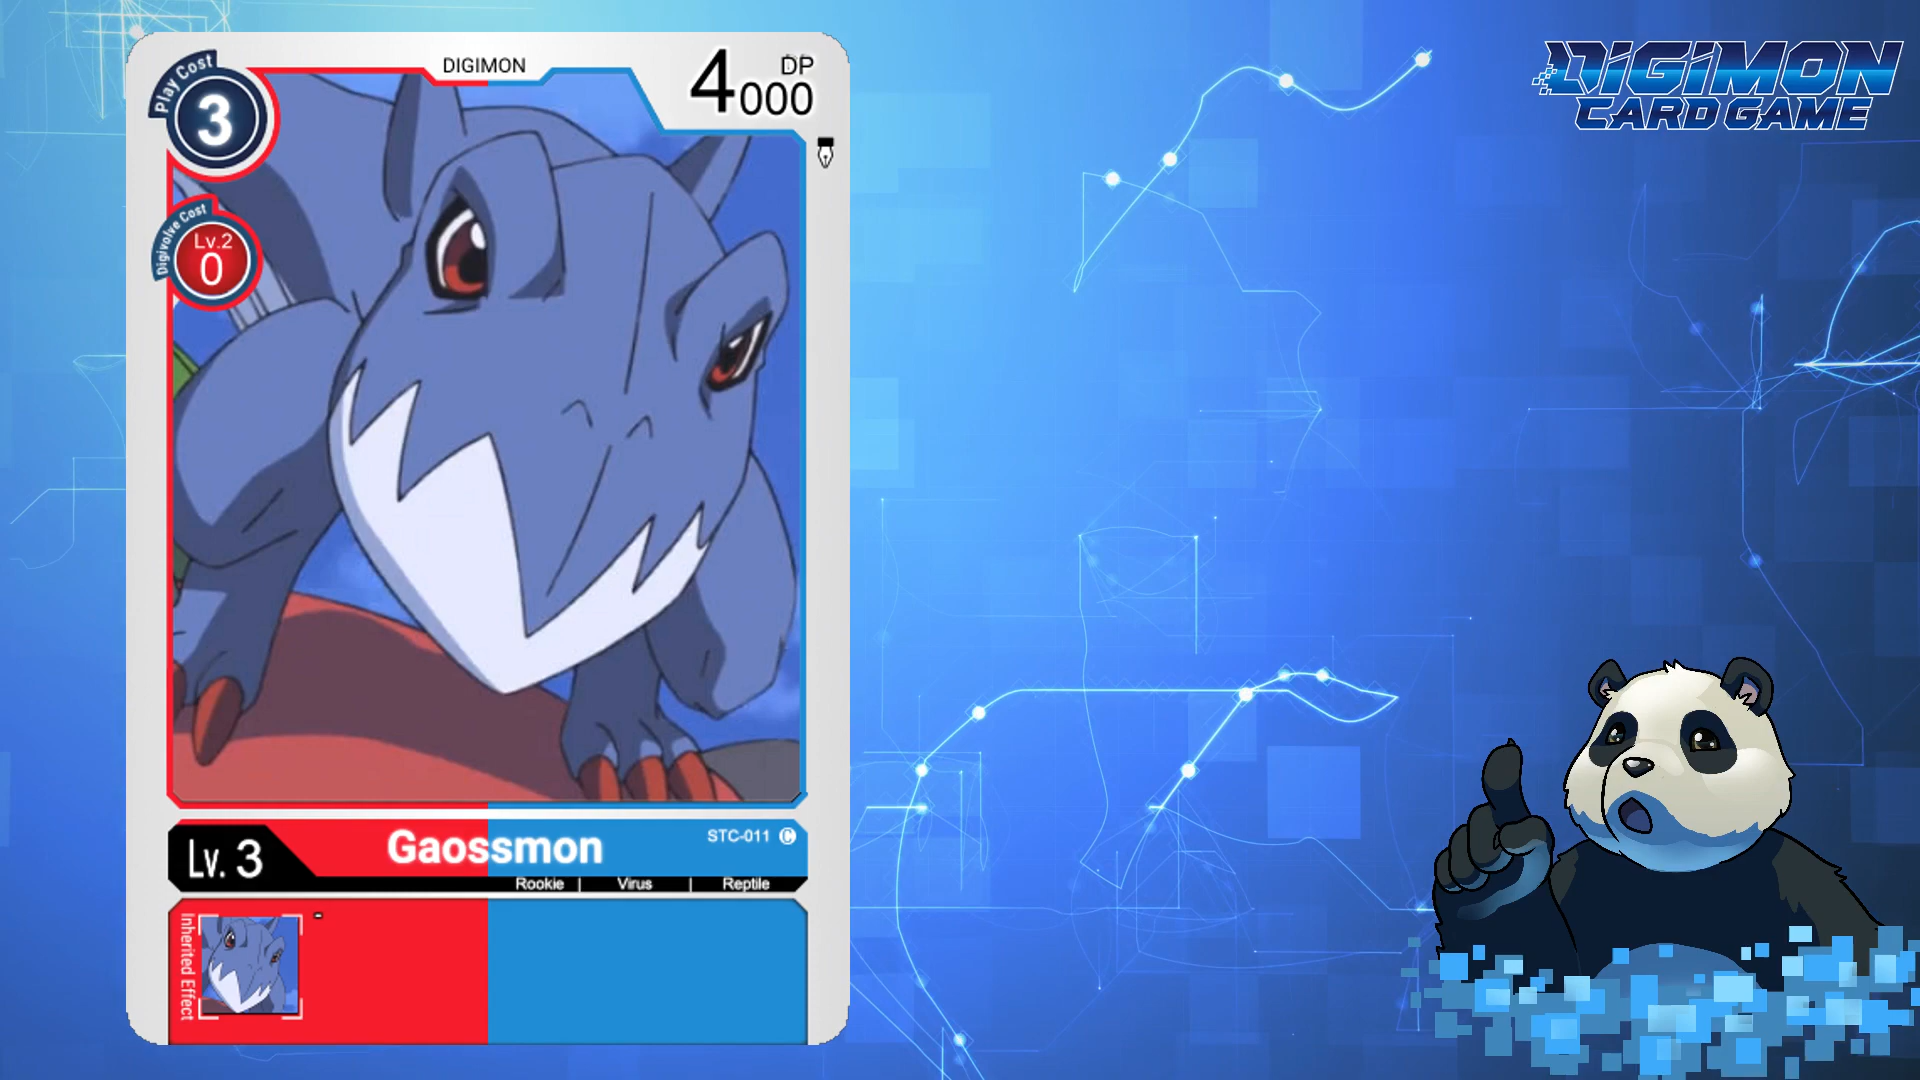 DIGIMON
Play Cost
3
4000
DP
Digivolve Cost
Lv.2
0
Lv. 3
Gaossmon
STC-011 C
Rookie | Virus | Reptile
Inherited Effect
-
DIGIMON
CARD GAME